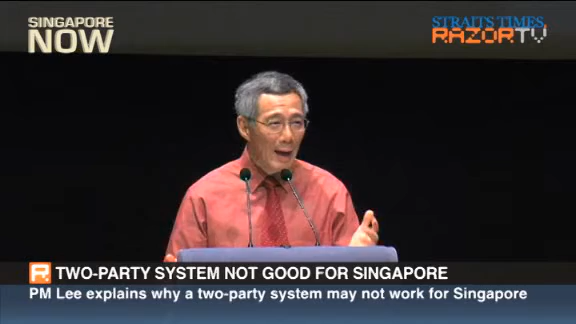 SINGAPORE
NOW
STRAITS TIMES
RAZORTV
R TWO-PARTY SYSTEM NOT GOOD FOR SINGAPORE
PM Lee explains why a two-party system may not work for Singapore